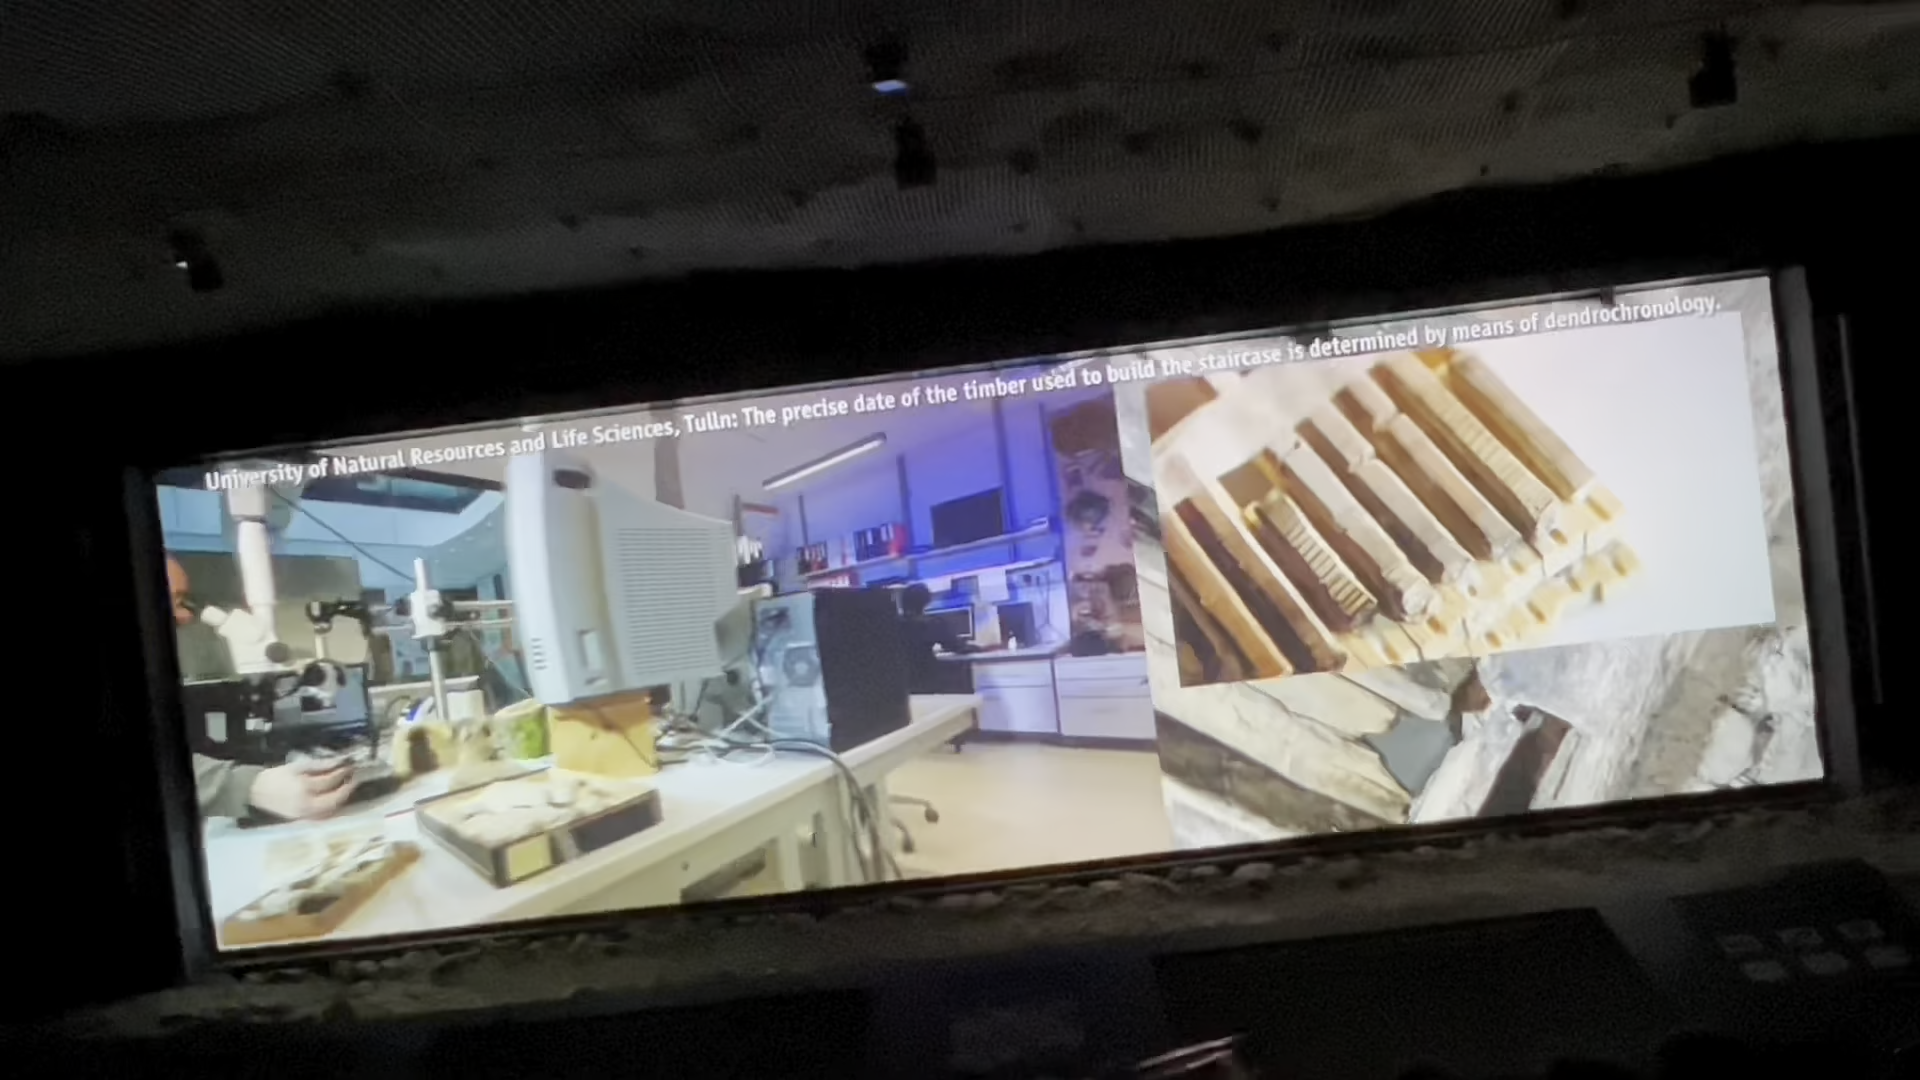 University of Natural Resources and Life Sciences, Tulln: The precise date of the timber used to build the staircase is determined by means of dendrochronology.